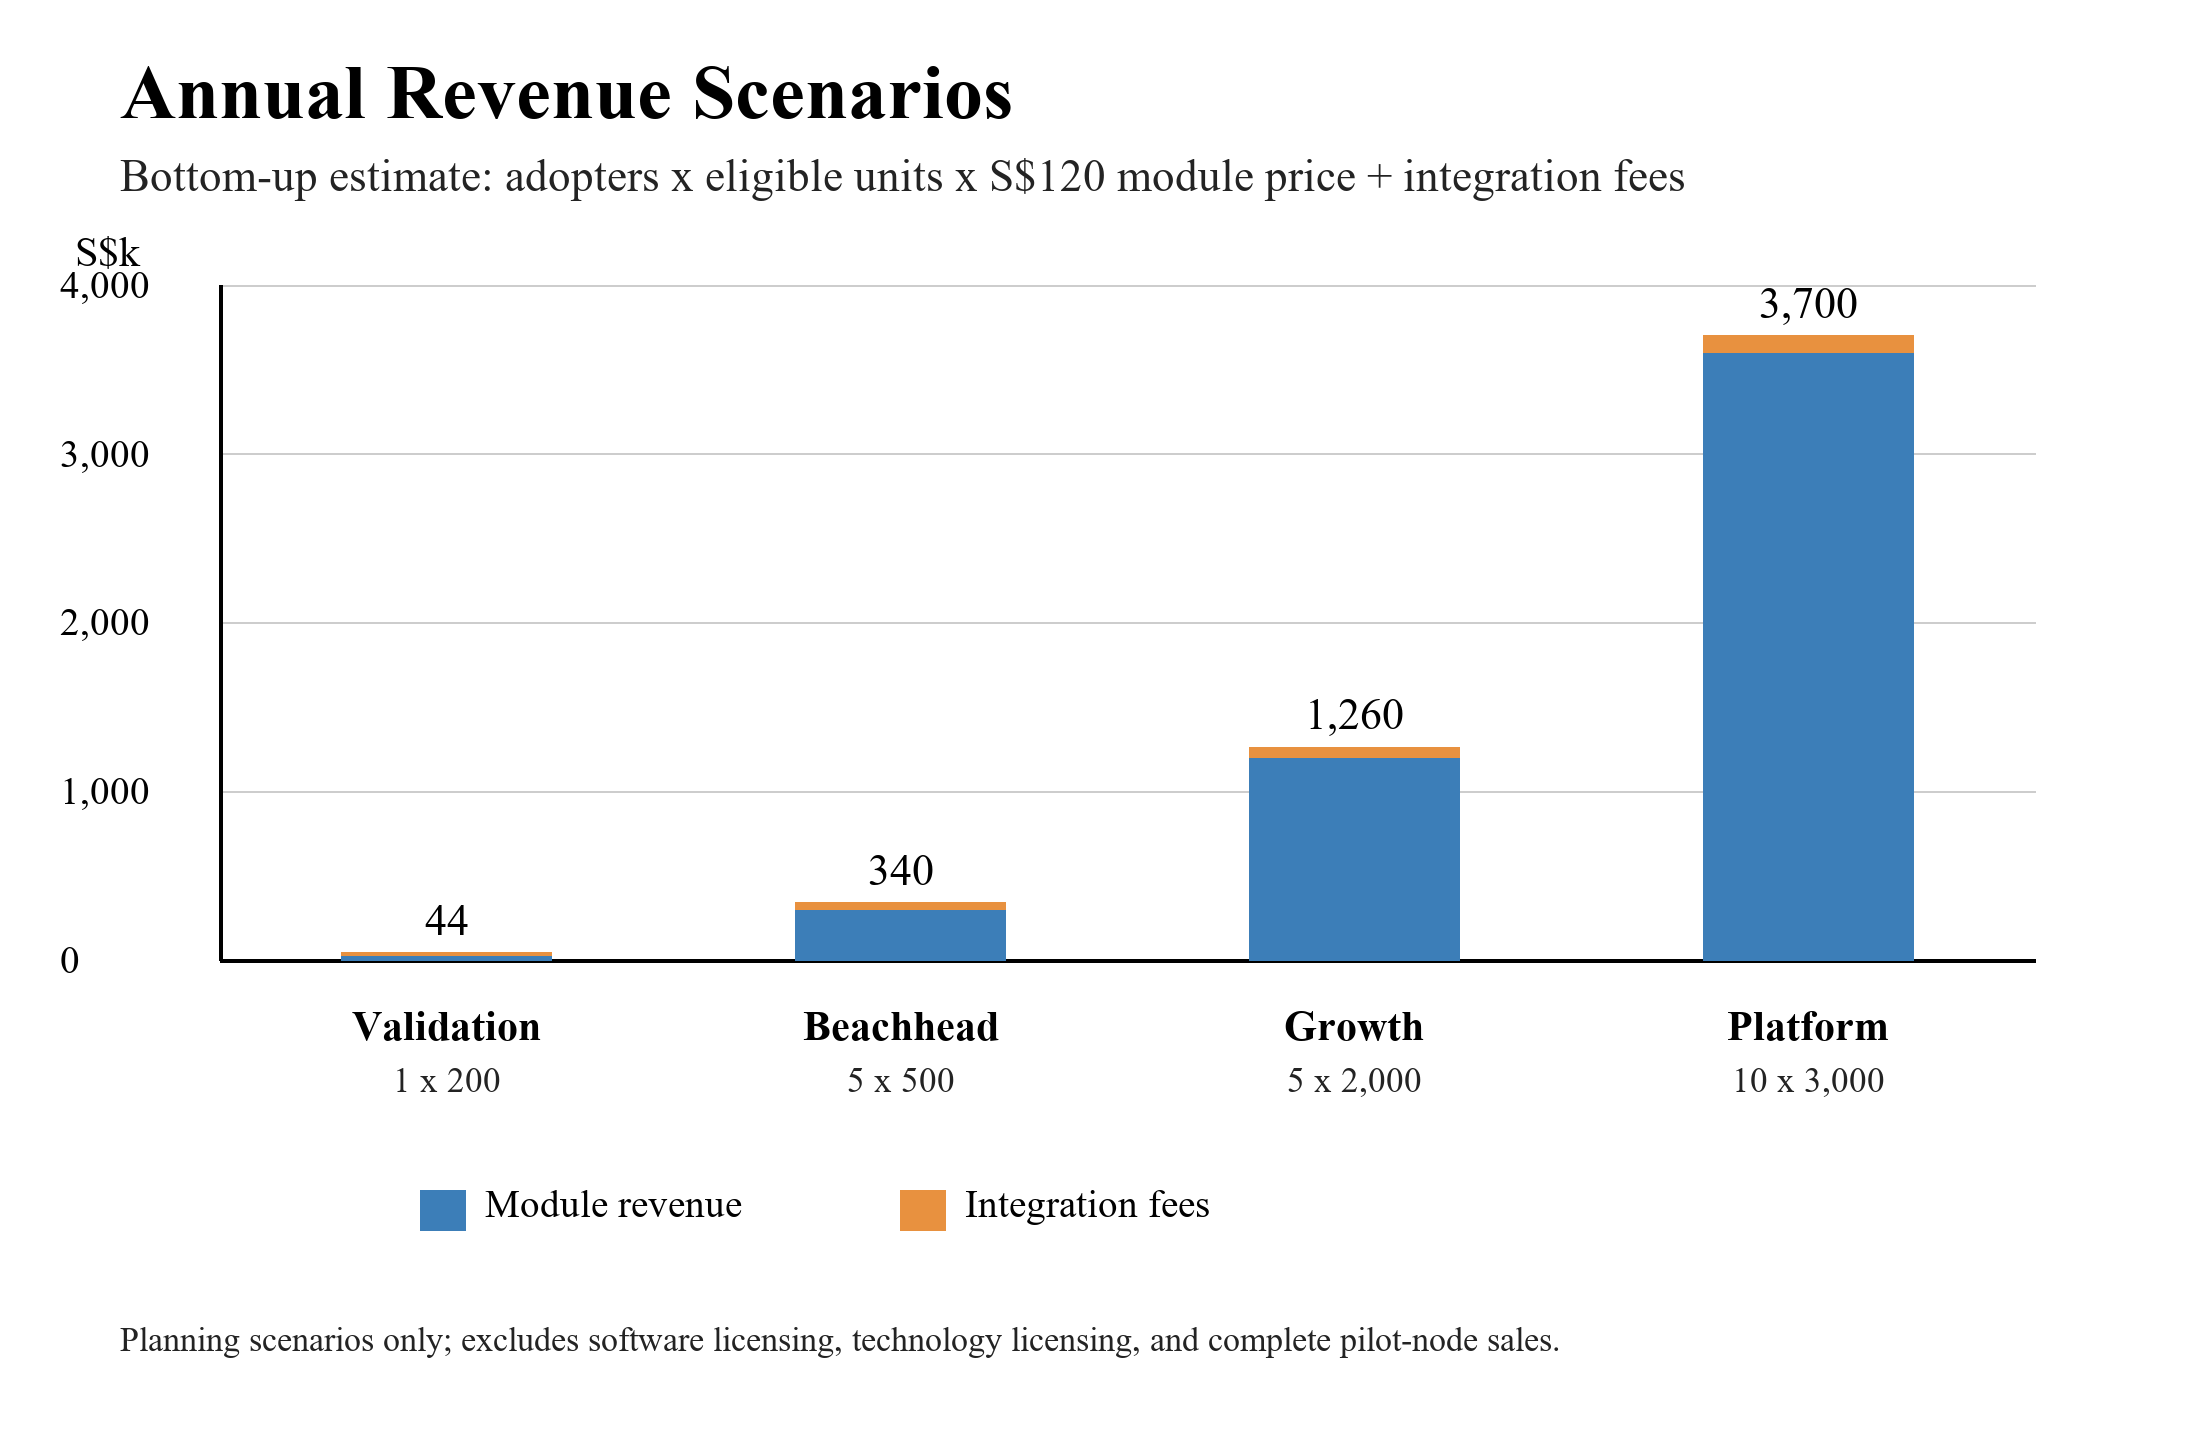 Annual Revenue Scenarios
Bottom-up estimate: adopters x eligible units x S$120 module price + integration fees
S$k
4,000
3,000
2,000
1,000
0
44
340
1,260
3,700
Validation
1 x 200
Beachhead
5 x 500
Growth
5 x 2,000
Platform
10 x 3,000
Module revenue
Integration fees
Planning scenarios only; excludes software licensing, technology licensing, and complete pilot-node sales.